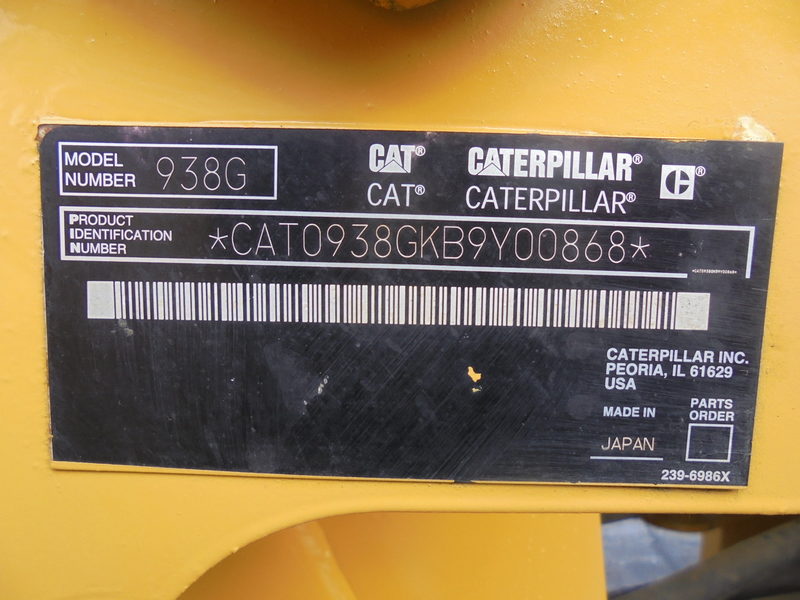 MODEL
NUMBER 938G
CAT® CATERPILLAR® C®
CAT® CATERPILLAR®
PRODUCT
IDENTIFICATION
NUMBER
*CAT0938GKB9Y00868*
*CAT0938GKB9Y00868*
CATERPILLAR INC.
PEORIA, IL 61629
USA
MADE IN
JAPAN
PARTS
ORDER
239-6986X